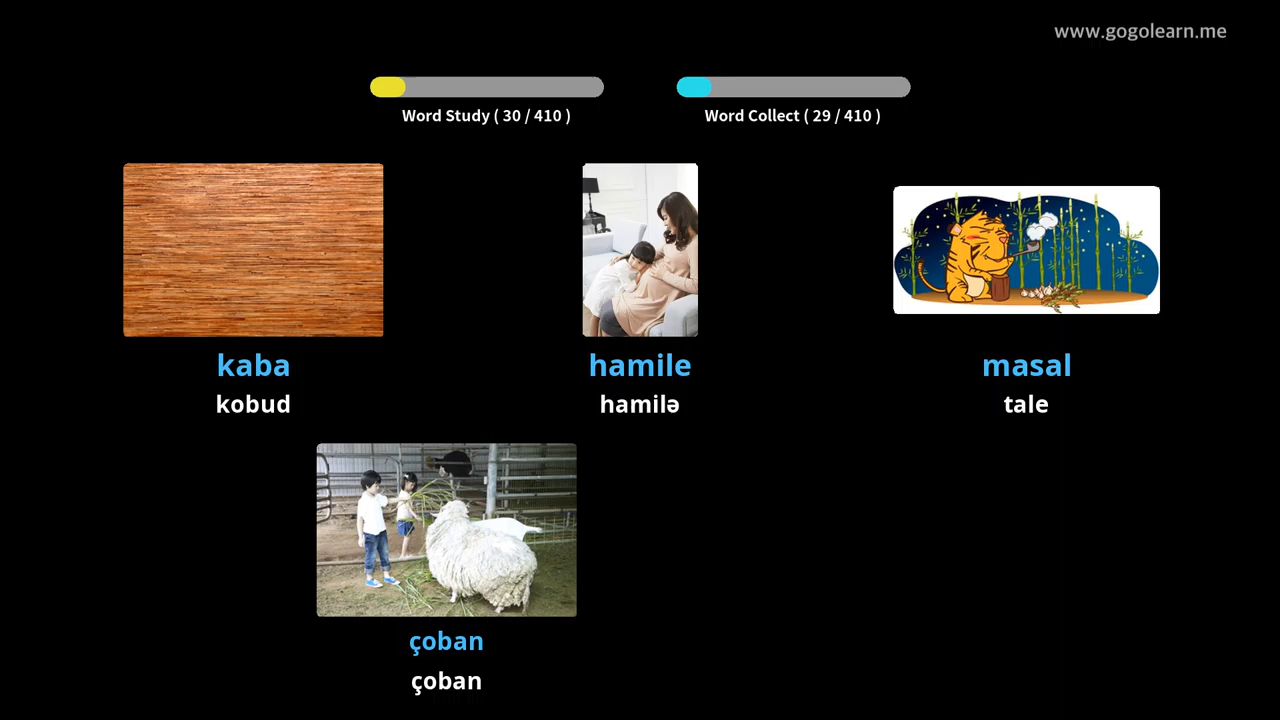 www.gogolearn.me
Word Study ( 30 / 410 )
Word Collect ( 29 / 410 )
kaba
kobud
hamile
hamilə
masal
tale
çoban
çoban